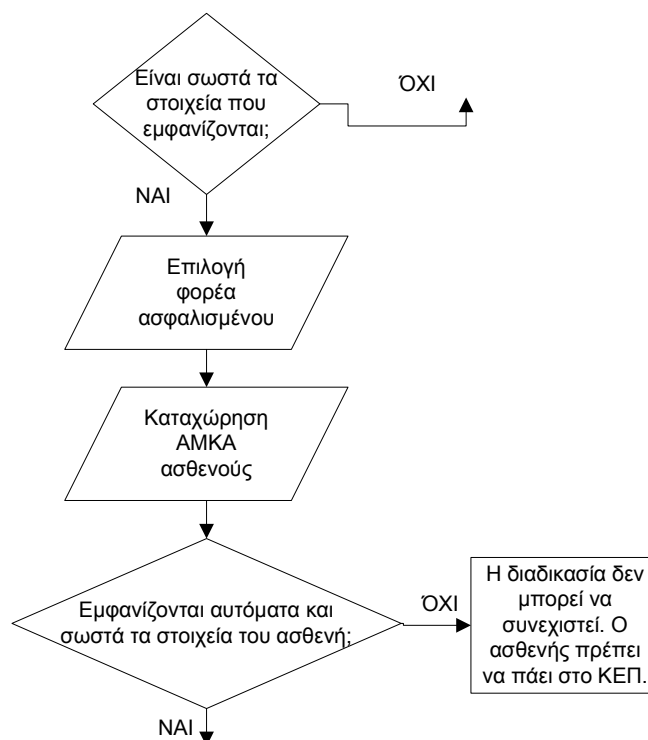 Είναι σωστά τα
στοιχεία που
εμφανίζονται;
ΌΧΙ
ΝΑΙ
Επιλογή
φορέα
ασφαλισμένου
Καταχώρηση
ΑΜΚΑ
ασθενούς
Εμφανίζονται αυτόματα και
σωστά τα στοιχεία του ασθενή;
ΌΧΙ
Η διαδικασία δεν
μπορεί να
συνεχιστεί. Ο
ασθενής πρέπει
να πάει στο ΚΕΠ.
ΝΑΙ